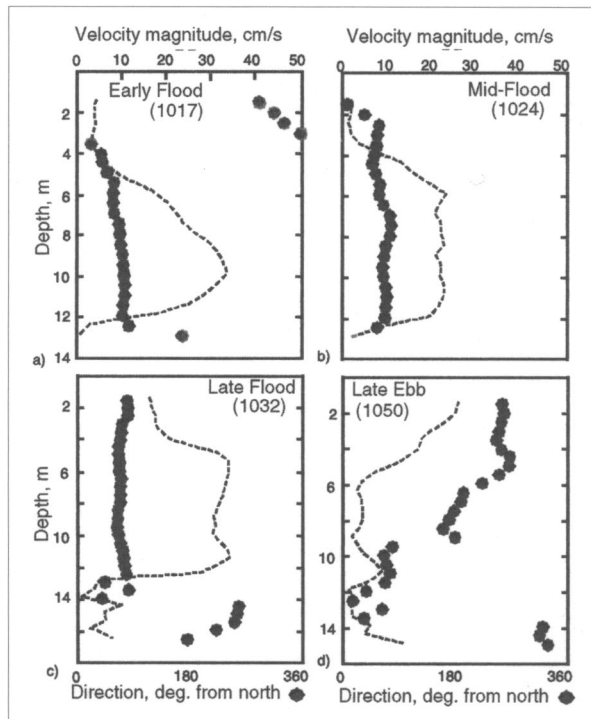 Velocity magnitude, cm/s
0 10 20 30 40 50
Early Flood
(1017)
2
4
6
8
10
12
14
Depth, m
a)
Velocity magnitude, cm/s
0 10 20 30 40 50
Mid-Flood
(1024)
b)
Late Flood
(1032)
2
6
10
14
Depth, m
c)
0 180 360
Direction, deg. from north
Late Ebb
(1050)
2
4
6
8
10
12
14
d)
0 180 360
Direction, deg. from north